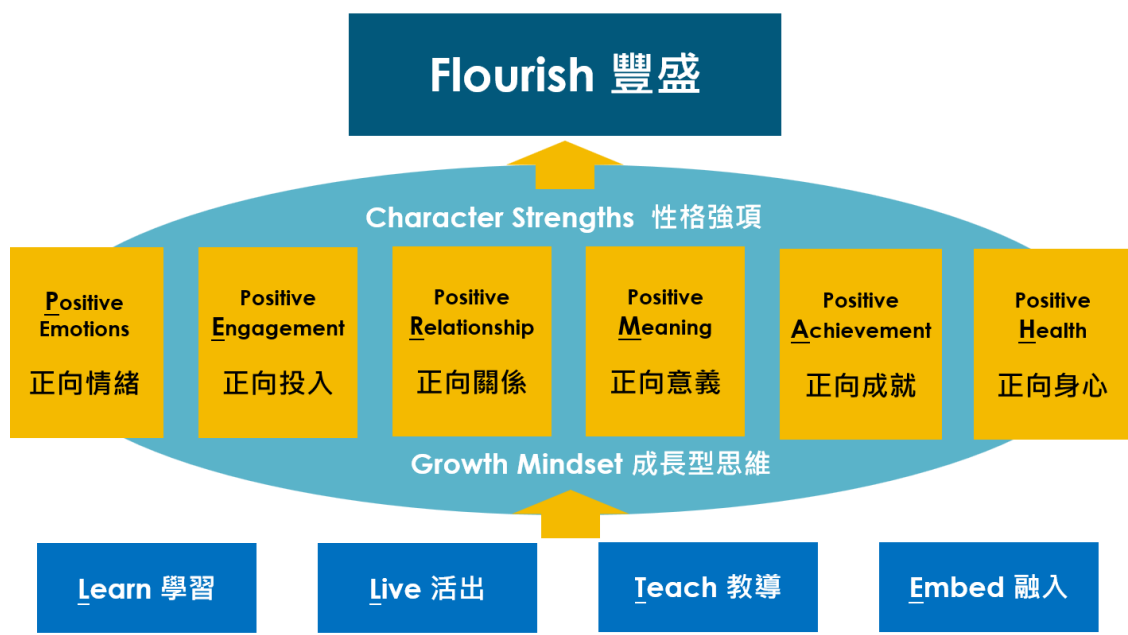 Flourish 豐盛
Character Strengths 性格強項
Positive
Emotions
正向情緒
Positive
Engagement
正向投入
Positive
Relationship
正向關係
Positive
Meaning
正向意義
Positive
Achievement
正向成就
Positive
Health
正向身心
Growth Mindset 成長型思維
Learn 學習
Live 活出
Teach 教導
Embed 融入